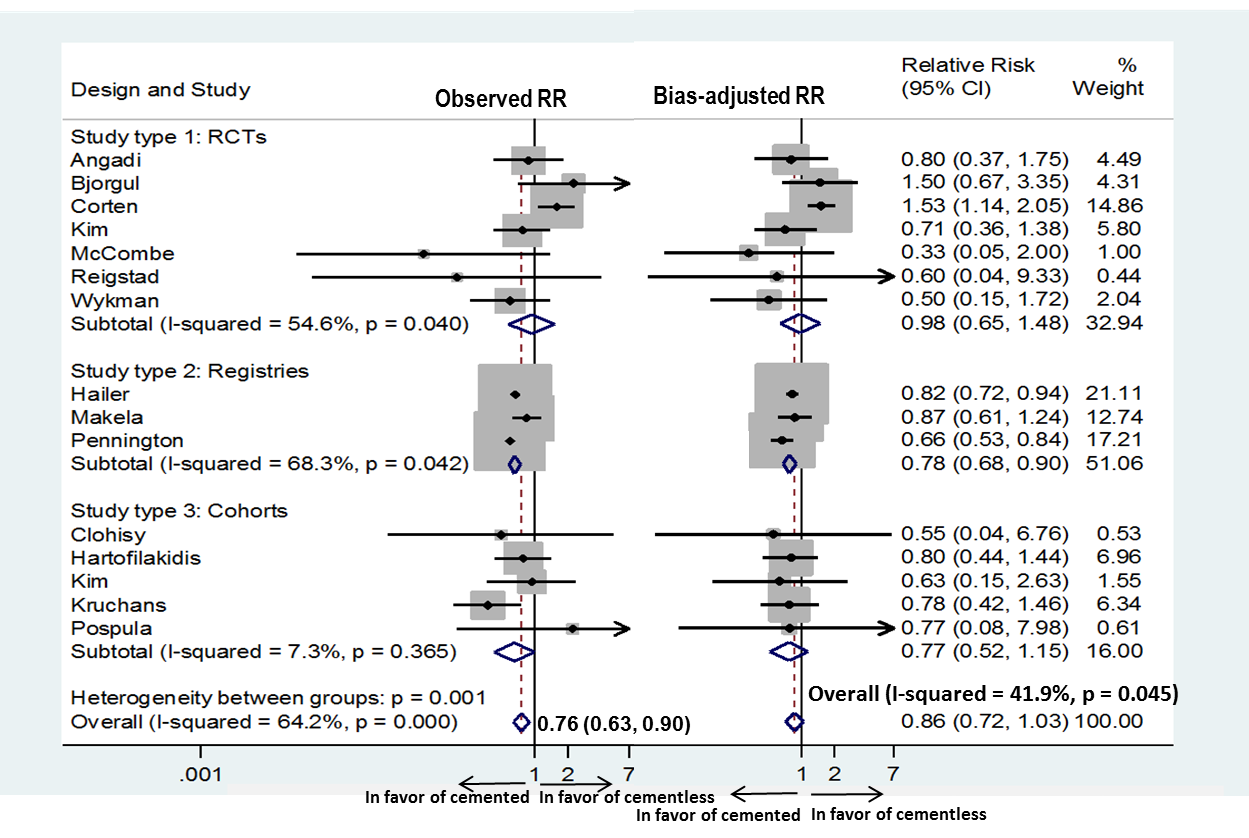 Design and Study Observed RR Bias-adjusted RR Relative Risk (95% CI) % Weight
Study type 1: RCTs
Angadi 0.80 (0.37, 1.75) 4.49
Bjorgul 1.50 (0.67, 3.35) 4.31
Corten 1.53 (1.14, 2.05) 14.86
Kim 0.71 (0.36, 1.38) 5.80
McCombe 0.33 (0.05, 2.00) 1.00
Reigstad 0.60 (0.04, 9.33) 0.44
Wykman 0.50 (0.15, 1.72) 2.04
Subtotal (I-squared = 54.6%, p = 0.040) 0.98 (0.65, 1.48) 32.94
Study type 2: Registries
Hailer 0.82 (0.72, 0.94) 21.11
Makela 0.87 (0.61, 1.24) 12.74
Pennington 0.66 (0.53, 0.84) 17.21
Subtotal (I-squared = 68.3%, p = 0.042) 0.78 (0.68, 0.90) 51.06
Study type 3: Cohorts
Clohisy 0.55 (0.04, 6.76) 0.53
Hartofilakidis 0.80 (0.44, 1.44) 6.96
Kim 0.63 (0.15, 2.63) 1.55
Kruchans 0.78 (0.42, 1.46) 6.34
Pospula 0.77 (0.08, 7.98) 0.61
Subtotal (I-squared = 7.3%, p = 0.365) 0.77 (0.52, 1.15) 16.00
Heterogeneity between groups: p = 0.001 Overall (I-squared = 41.9%, p = 0.045)
Overall (I-squared = 64.2%, p = 0.000) 0.76 (0.63, 0.90) 0.86 (0.72, 1.03) 100.00
.001 1 2 7 1 2 7
In favor of cemented In favor of cementless
In favor of cemented In favor of cementless